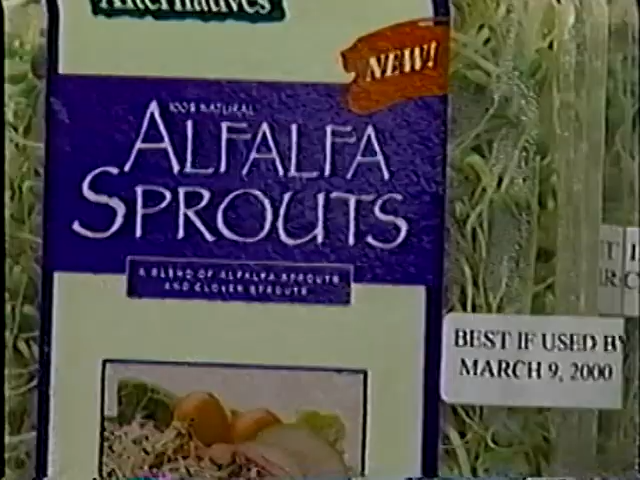 Alternatives
NEW!
100% NATURAL
ALFALFA
SPROUTS
A BLEND OF ALFALFA SPROUTS
AND CLOVER SPROUTS
BEST IF USED BY
MARCH 9, 2000